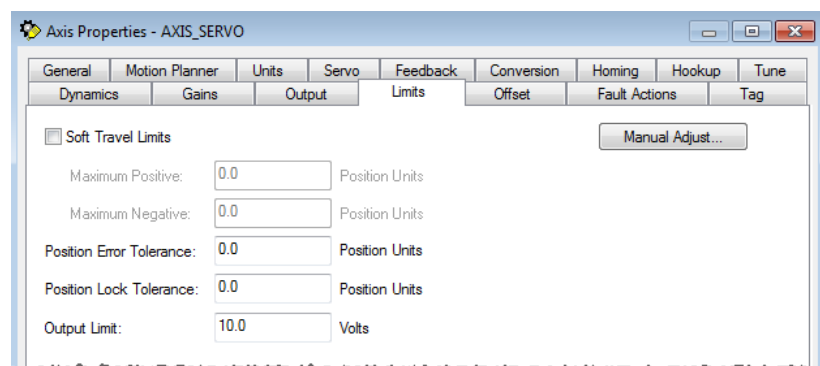 Axis Properties - AXIS_SERVO
General Motion Planner Units Servo Feedback Conversion Homing Hookup Tune
Dynamics Gains Output Limits Offset Fault Actions Tag
Soft Travel Limits Manual Adjust...
Maximum Positive: 0.0 Position Units
Maximum Negative: 0.0 Position Units
Position Error Tolerance: 0.0 Position Units
Position Lock Tolerance: 0.0 Position Units
Output Limit: 10.0 Volts